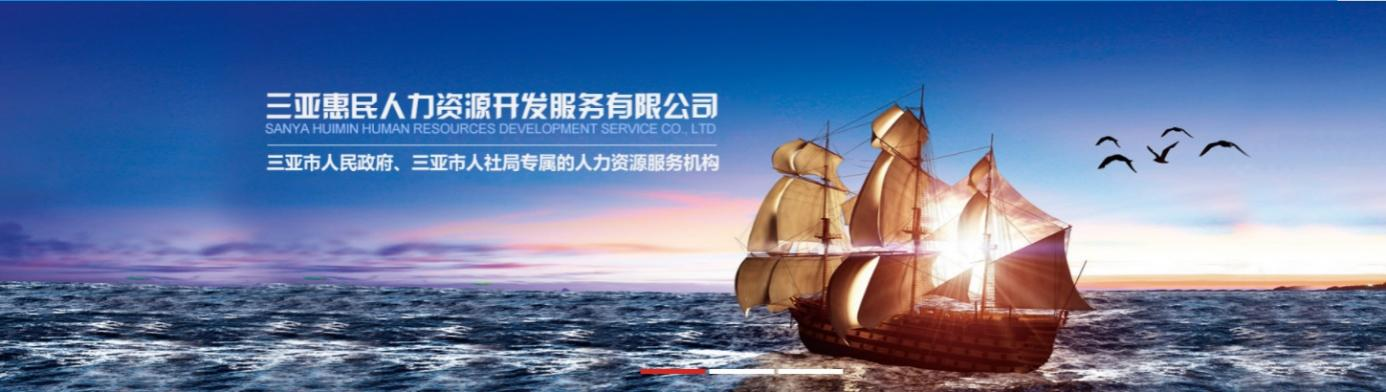 三亚惠民人力资源开发服务有限公司
SANYA HUIMIN HUMAN RESOURCES DEVELOPMENT SERVICE CO., LTD
三亚市人民政府、三亚市人社局专属的人力资源服务机构